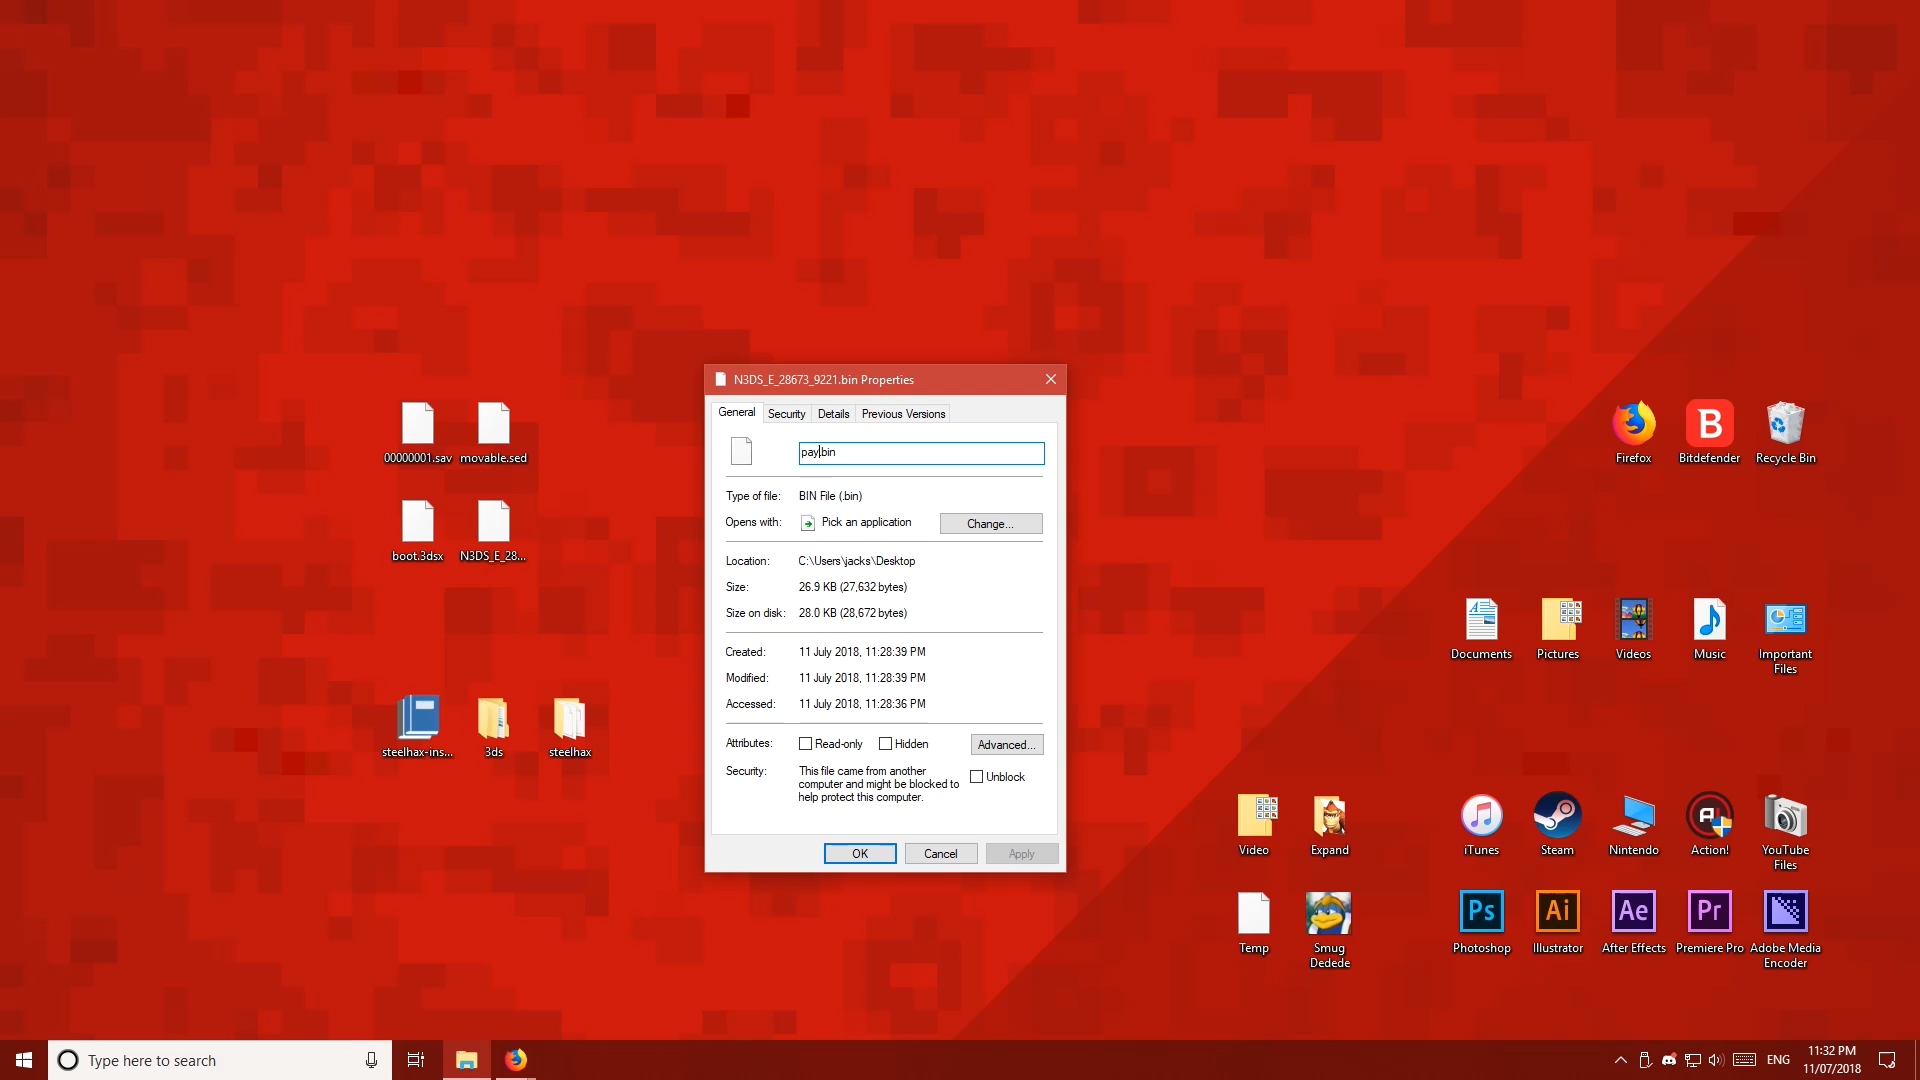 N3DS_E_28673_9221.bin Properties
General
Security
Details
Previous Versions
pay.bin
Type of file:
BIN File (.bin)
Opens with:
Pick an application
Change...
Location:
C:\Users\jacks\Desktop
Size:
26.9 KB (27,632 bytes)
Size on disk:
28.0 KB (28,672 bytes)
Created:
11 July 2018, 11:28:39 PM
Modified:
11 July 2018, 11:28:39 PM
Accessed:
11 July 2018, 11:28:36 PM
Attributes:
Read-only
Hidden
Advanced...
Security:
This file came from another
computer and might be blocked to
help protect this computer.
Unblock
OK
Cancel
Apply
00000001.sav
movable.sed
boot.3dsx
N3DS_E_28...
steelhax-ins...
3ds
steelhax
B
Firefox
Bitdefender
Recycle Bin
Documents
Pictures
Videos
Music
Important
Files
Video
Expand
iTunes
Steam
Nintendo
Action!
YouTube
Files
Temp
Smug
Dedede
Ps
Ai
Ae
Pr
Photoshop
Illustrator
After Effects
Premiere Pro
Adobe Media
Encoder
Type here to search
ENG
11:32 PM
11/07/2018